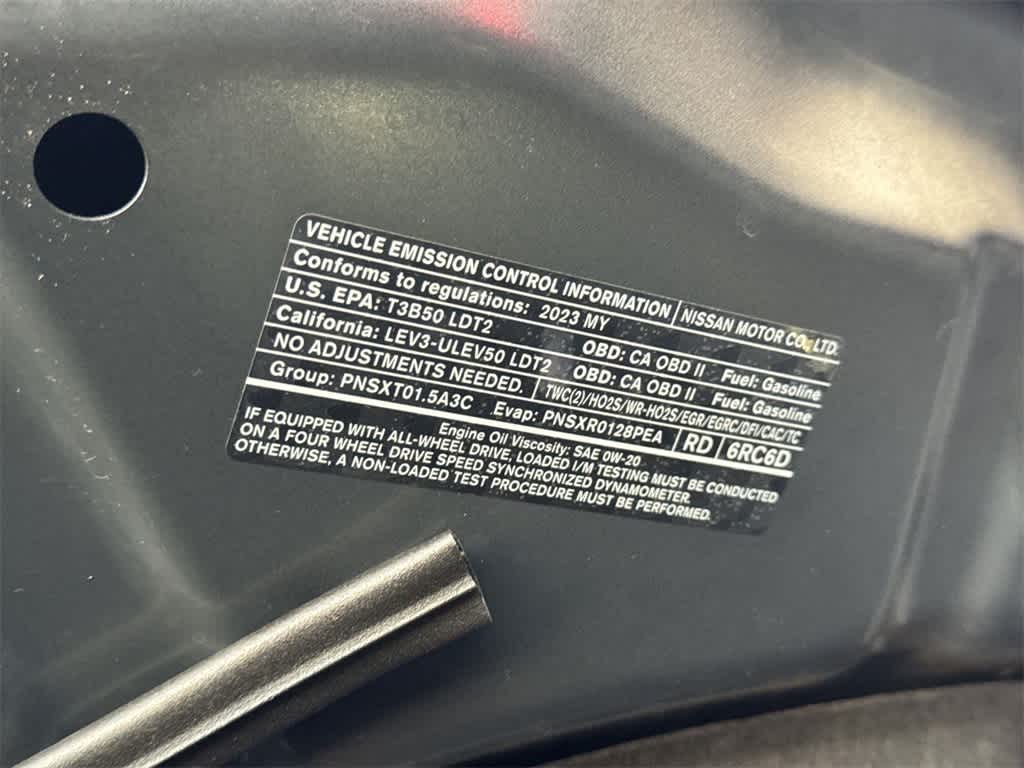 VEHICLE EMISSION CONTROL INFORMATION NISSAN MOTOR CO., LTD.
Conforms to regulations: 2023 MY
U.S. EPA: T3B50 LDT2 OBD: CA OBD II Fuel: Gasoline
California: LEV3-ULEV50 LDT2 OBD: CA OBD II Fuel: Gasoline
NO ADJUSTMENTS NEEDED. TWC(2)/HO2S/WR-HO2S/EGR/EGRC/DFI/CAC/TC
Group: PNSXT01.5A3C Evap: PNSXR0128PEA RD 6RC6D
Engine Oil Viscosity: SAE 0W-20
IF EQUIPPED WITH ALL-WHEEL DRIVE, LOADED I/M TESTING MUST BE CONDUCTED
ON A FOUR WHEEL DRIVE SPEED SYNCHRONIZED DYNAMOMETER.
OTHERWISE, A NON-LOADED TEST PROCEDURE MUST BE PERFORMED.